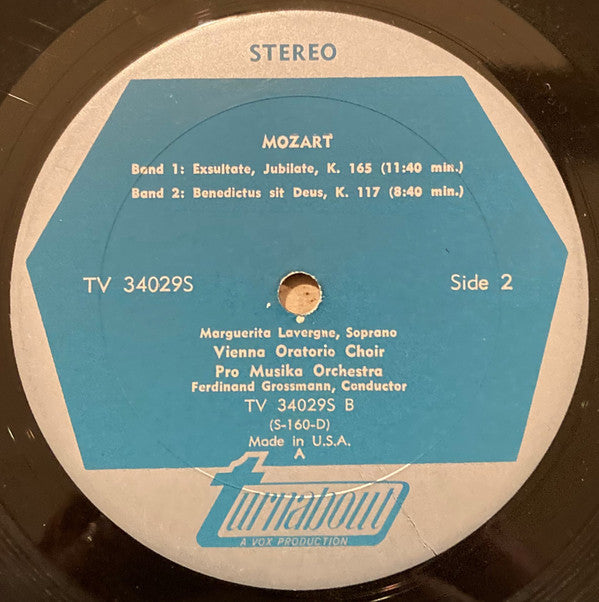 STEREO
MOZART
Band 1: Exsultate, Jubilate, K. 165 (11:40 min.)
Band 2: Benedictus sit Deus, K. 117 (8:40 min.)
TV 34029S
Side 2
Marguerita Lavergne, Soprano
Vienna Oratorio Choir
Pro Musika Orchestra
Ferdinand Grossmann, Conductor
TV 34029S B
(S-160-D)
Made in U.S.A.
A
turnabout
A VOX PRODUCTION